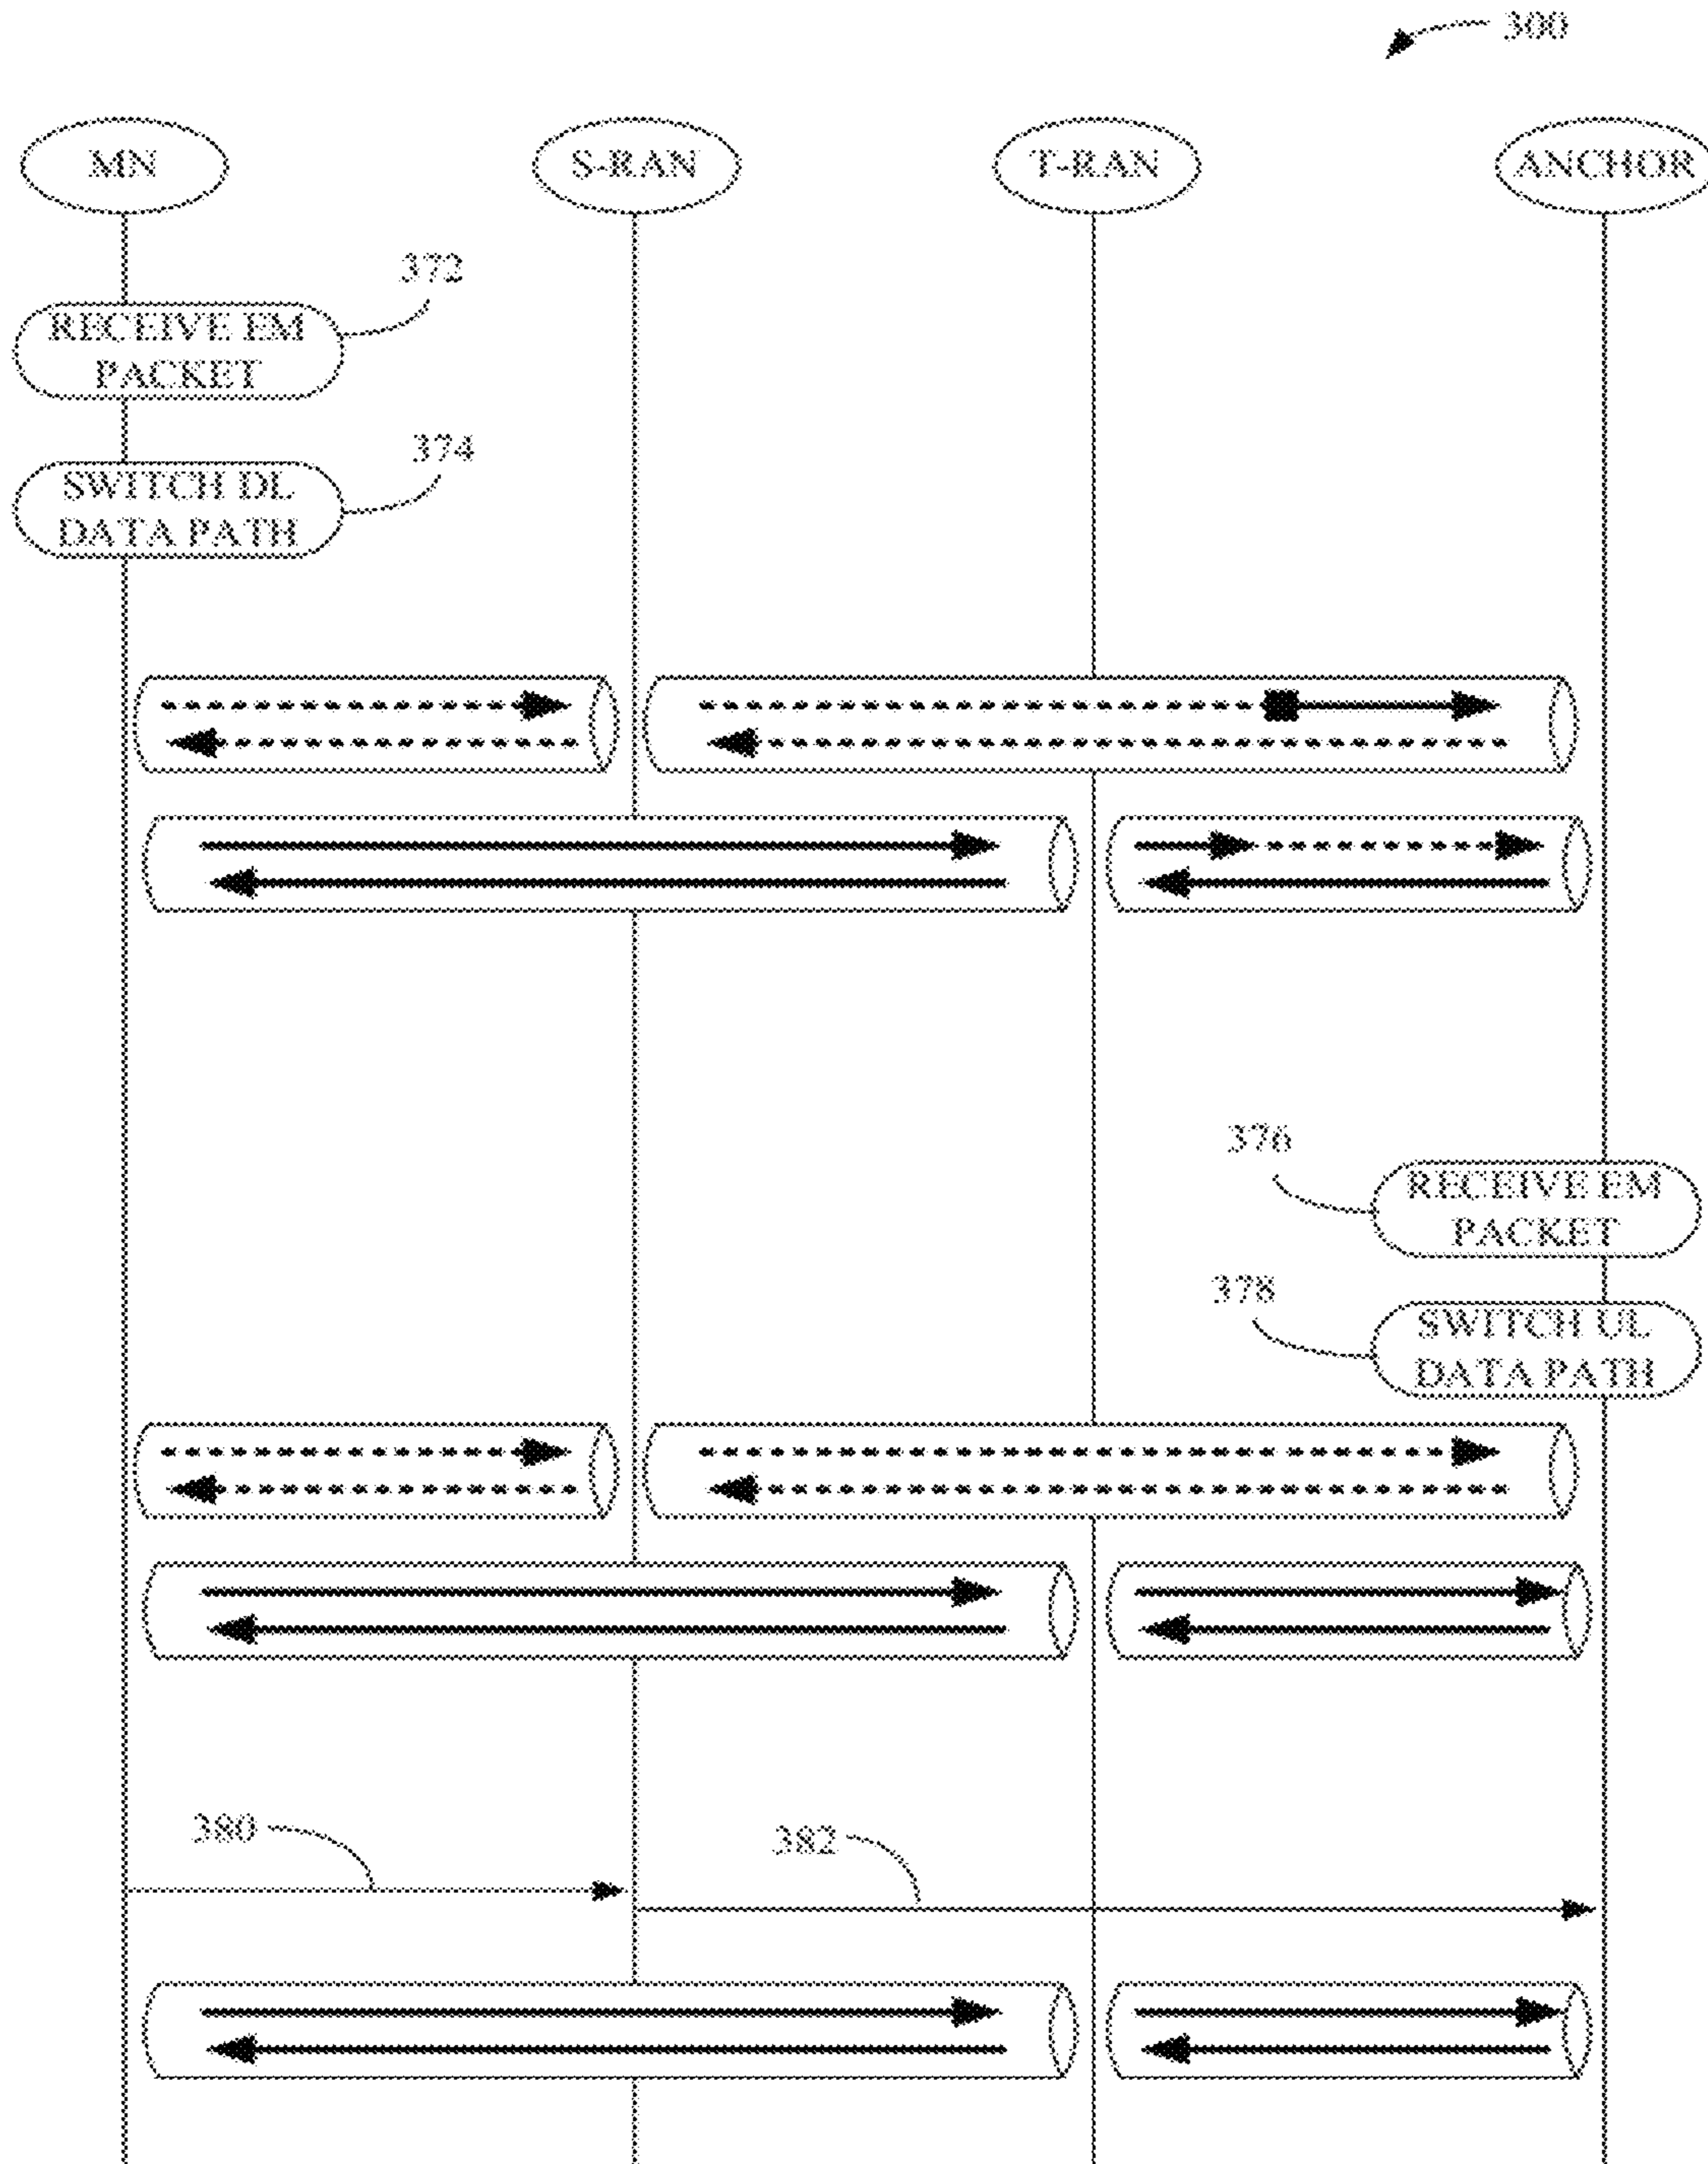 300
MN
S-RAN
T-RAN
ANCHOR
372
RECEIVE EM
PACKET
374
SWITCH DL
DATA PATH
376
RECEIVE EM
PACKET
378
SWITCH UL
DATA PATH
380
382